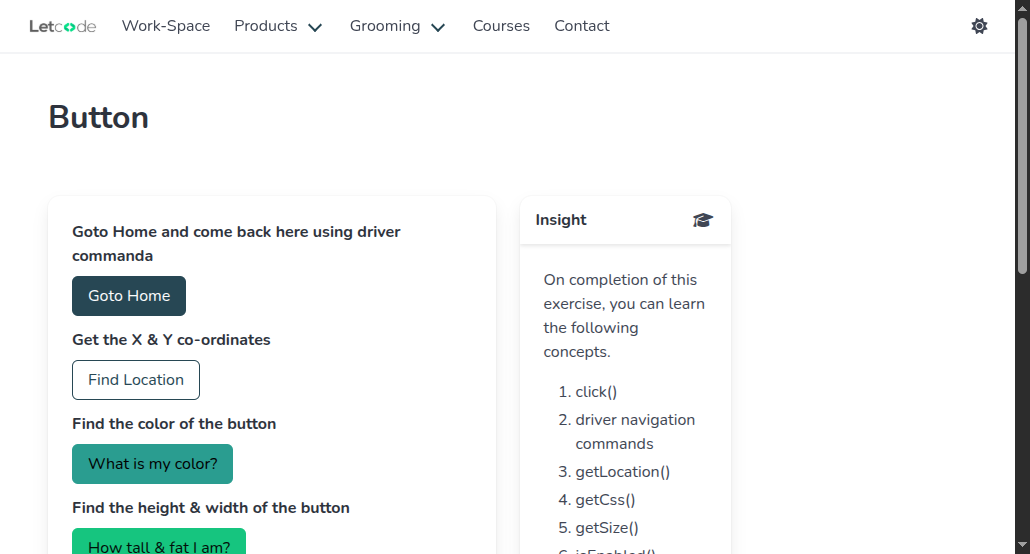 Letcode
Work-Space
Products
Grooming
Courses
Contact
Button
Goto Home and come back here using driver
commanda
Goto Home
Get the X & Y co-ordinates
Find Location
Find the color of the button
What is my color?
Find the height & width of the button
How tall & fat I am?
Insight
On completion of this
exercise, you can learn
the following
concepts.
1. click()
2. driver navigation
commands
3. getLocation()
4. getCss()
5. getSize()
6. isEnabled()